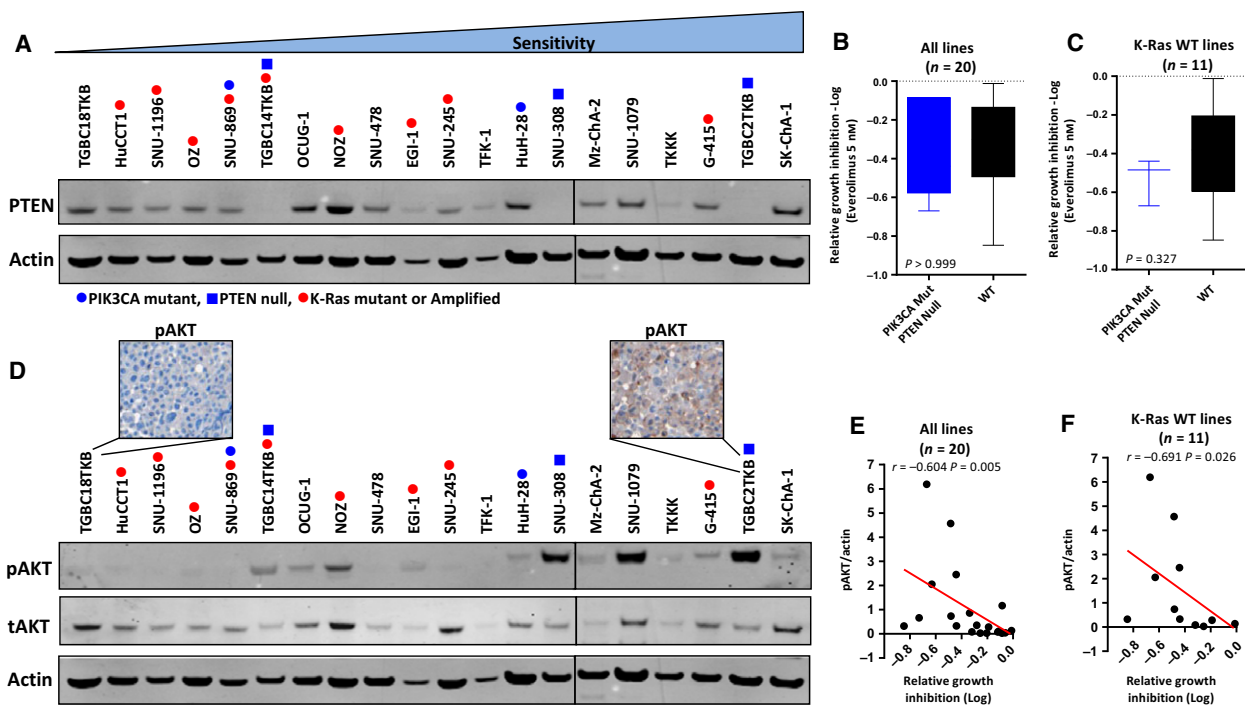 A
Sensitivity
TGBC18TKB
HuCCT1
SNU-1196
OZ
SNU-869
TGBC14TKB
OCUG-1
NOZ
SNU-478
EGI-1
SNU-245
TFK-1
HuH-28
SNU-308
Mz-ChA-2
SNU-1079
TKKK
G-415
TGBC2TKB
SK-ChA-1
PTEN
Actin
PIK3CA mutant, PTEN null, K-Ras mutant or Amplified
B
All lines
(n = 20)
Relative growth inhibition -Log
(Everolimus 5 nM)
0.0
−0.2
−0.4
−0.6
−0.8
−1.0
P > 0.999
PIK3CA Mut
PTEN Null
WT
C
K-Ras WT lines
(n = 11)
Relative growth inhibition -Log
(Everolimus 5 nM)
0.0
−0.2
−0.4
−0.6
−0.8
−1.0
P = 0.327
PIK3CA Mut
PTEN Null
WT
D
pAKT
pAKT
TGBC18TKB
HuCCT1
SNU-1196
OZ
SNU-869
TGBC14TKB
OCUG-1
NOZ
SNU-478
EGI-1
SNU-245
TFK-1
HuH-28
SNU-308
Mz-ChA-2
SNU-1079
TKKK
G-415
TGBC2TKB
SK-ChA-1
pAKT
tAKT
Actin
E
All lines
(n = 20)
r = −0.604 P = 0.005
pAKT/actin
7
6
5
4
3
2
1
0
−1
−0.8
−0.6
−0.4
−0.2
0.0
Relative growth
inhibition (Log)
F
K-Ras WT lines
(n = 11)
r = −0.691 P = 0.026
pAKT/actin
7
6
5
4
3
2
1
0
−1
−0.8
−0.6
−0.4
−0.2
0.0
Relative growth
inhibition (Log)